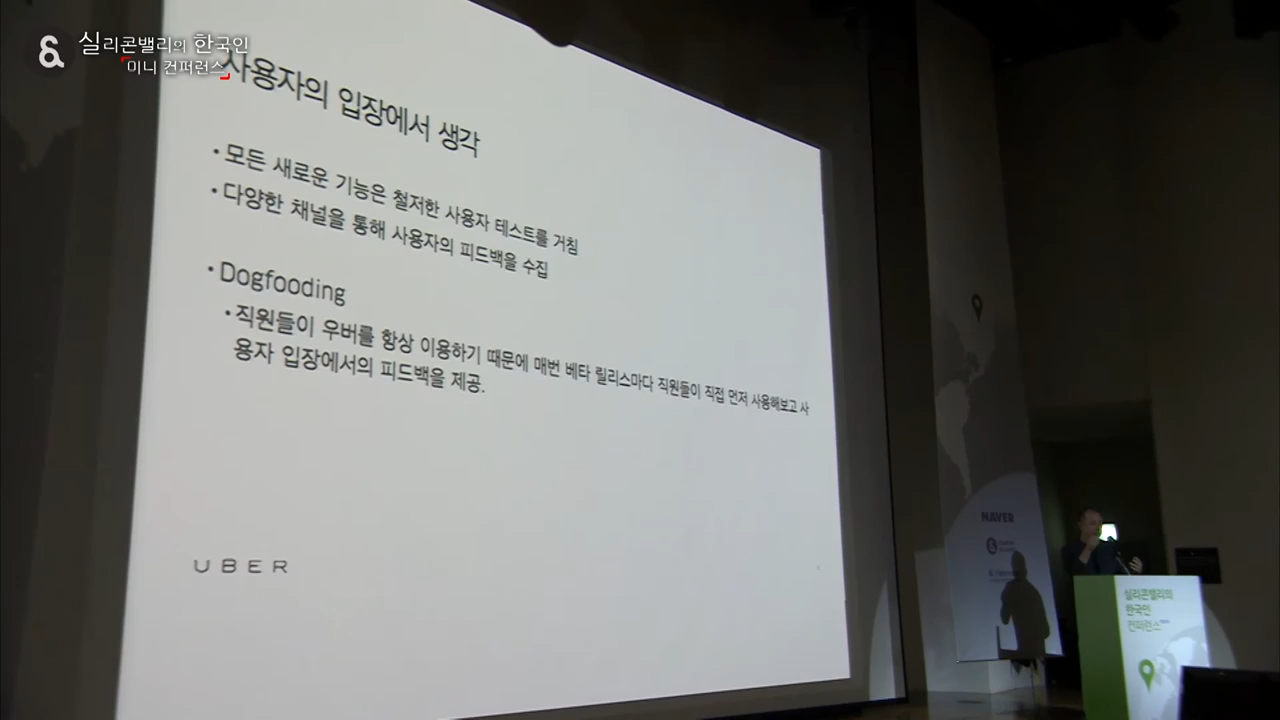 실리콘밸리의 한국인
미니 컨퍼런스
사용자의 입장에서 생각
• 모든 새로운 기능은 철저한 사용자 테스트를 거침
• 다양한 채널을 통해 사용자의 피드백을 수집
• Dogfooding
• 직원들이 우버를 항상 이용하기 때문에 매번 베타 릴리스마다 직원들이 직접 먼저 사용해보고 사
용자 입장에서의 피드백을 제공.
UBER
NAVER
실리콘밸리의
한국인
컨퍼런스